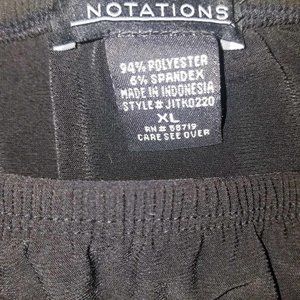 NOTATIONS
94% POLYESTER
6% SPANDEX
MADE IN INDONESIA
STYLE# JITK0220
XL
RN# 58719
CARE SEE OVER